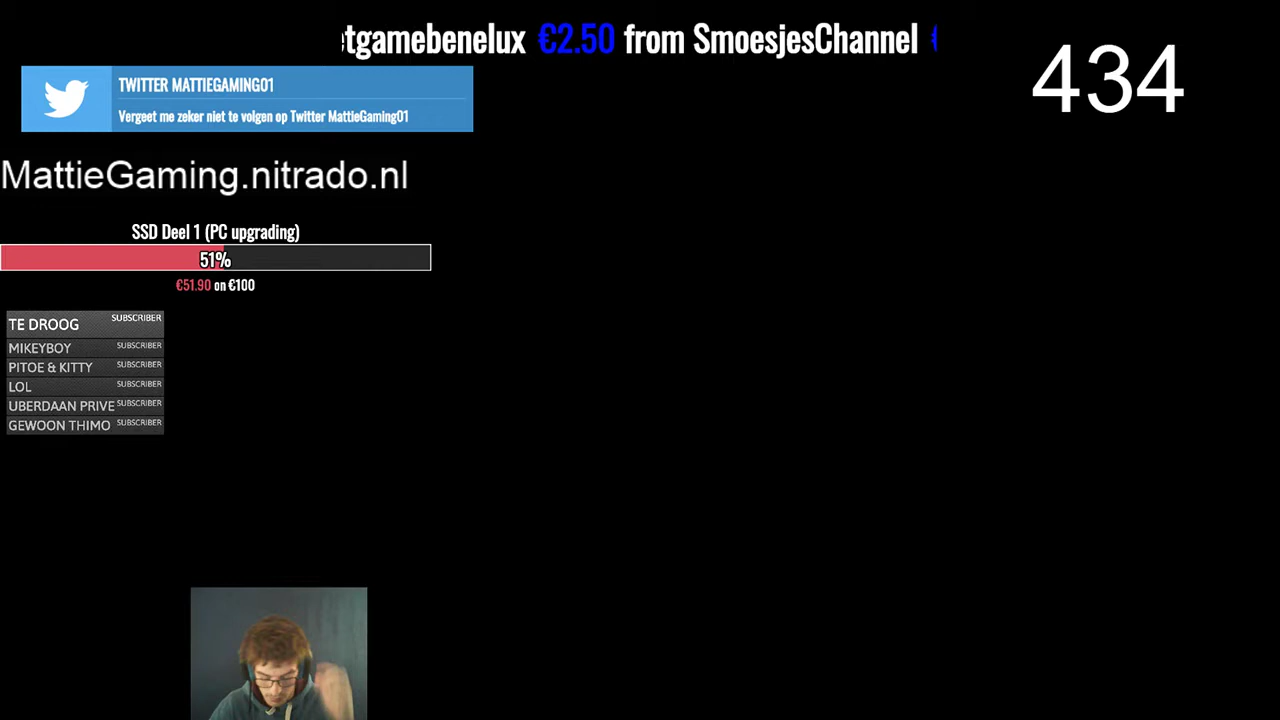 etgamebenelux €2.50 from SmoesjesChannel €
434
TWITTER MATTIEGAMING01
Vergeet me zeker niet te volgen op Twitter MattieGaming01
MattieGaming.nitrado.nl
SSD Deel 1 (PC upgrading)
51%
€51.90 on €100
TE DROOG SUBSCRIBER
MIKEYBOY SUBSCRIBER
PITOE & KITTY SUBSCRIBER
LOL SUBSCRIBER
UBERDAAN PRIVE SUBSCRIBER
GEWOON THIMO SUBSCRIBER